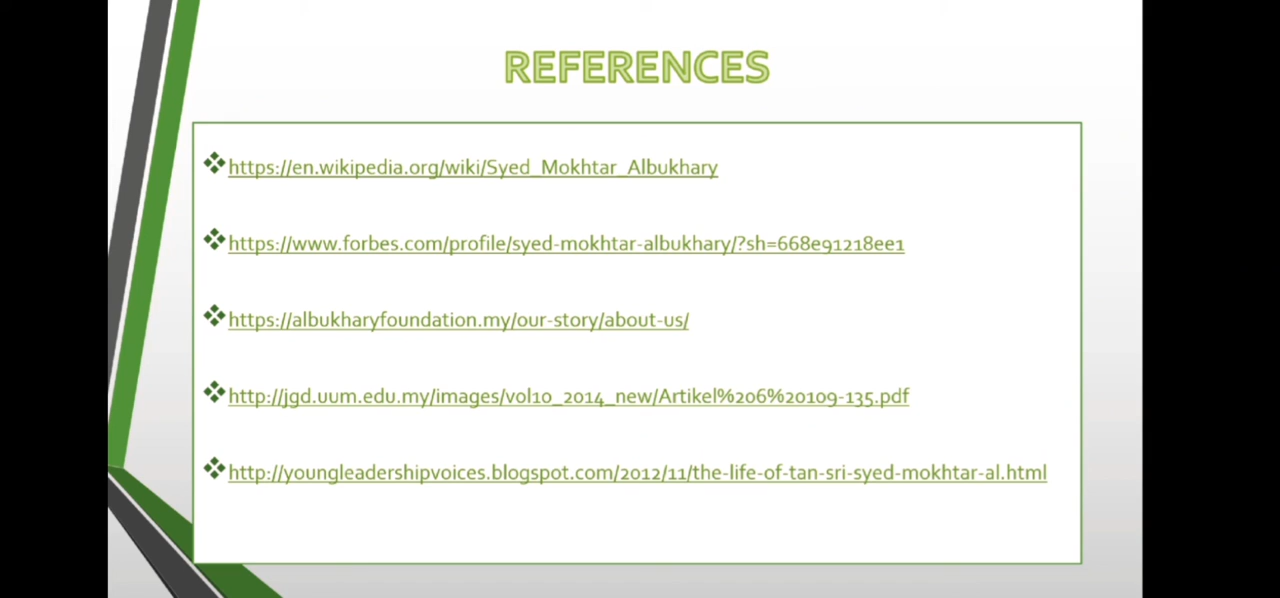 REFERENCES
https://en.wikipedia.org/wiki/Syed_Mokhtar_Albukhary
https://www.forbes.com/profile/syed-mokhtar-albukhary/?sh=668e91218ee1
https://albukharyfoundation.my/our-story/about-us/
http://jgd.uum.edu.my/images/vol10_2014_new/Artikel%206%20109-135.pdf
http://youngleadershipvoices.blogspot.com/2012/11/the-life-of-tan-sri-syed-mokhtar-al.html